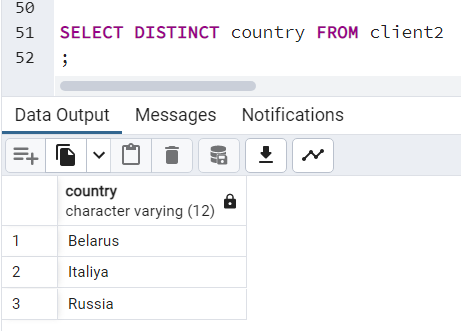 50
51 SELECT DISTINCT country FROM client2
52 ;
Data Output Messages Notifications
country
character varying (12)
1 Belarus
2 Italiya
3 Russia